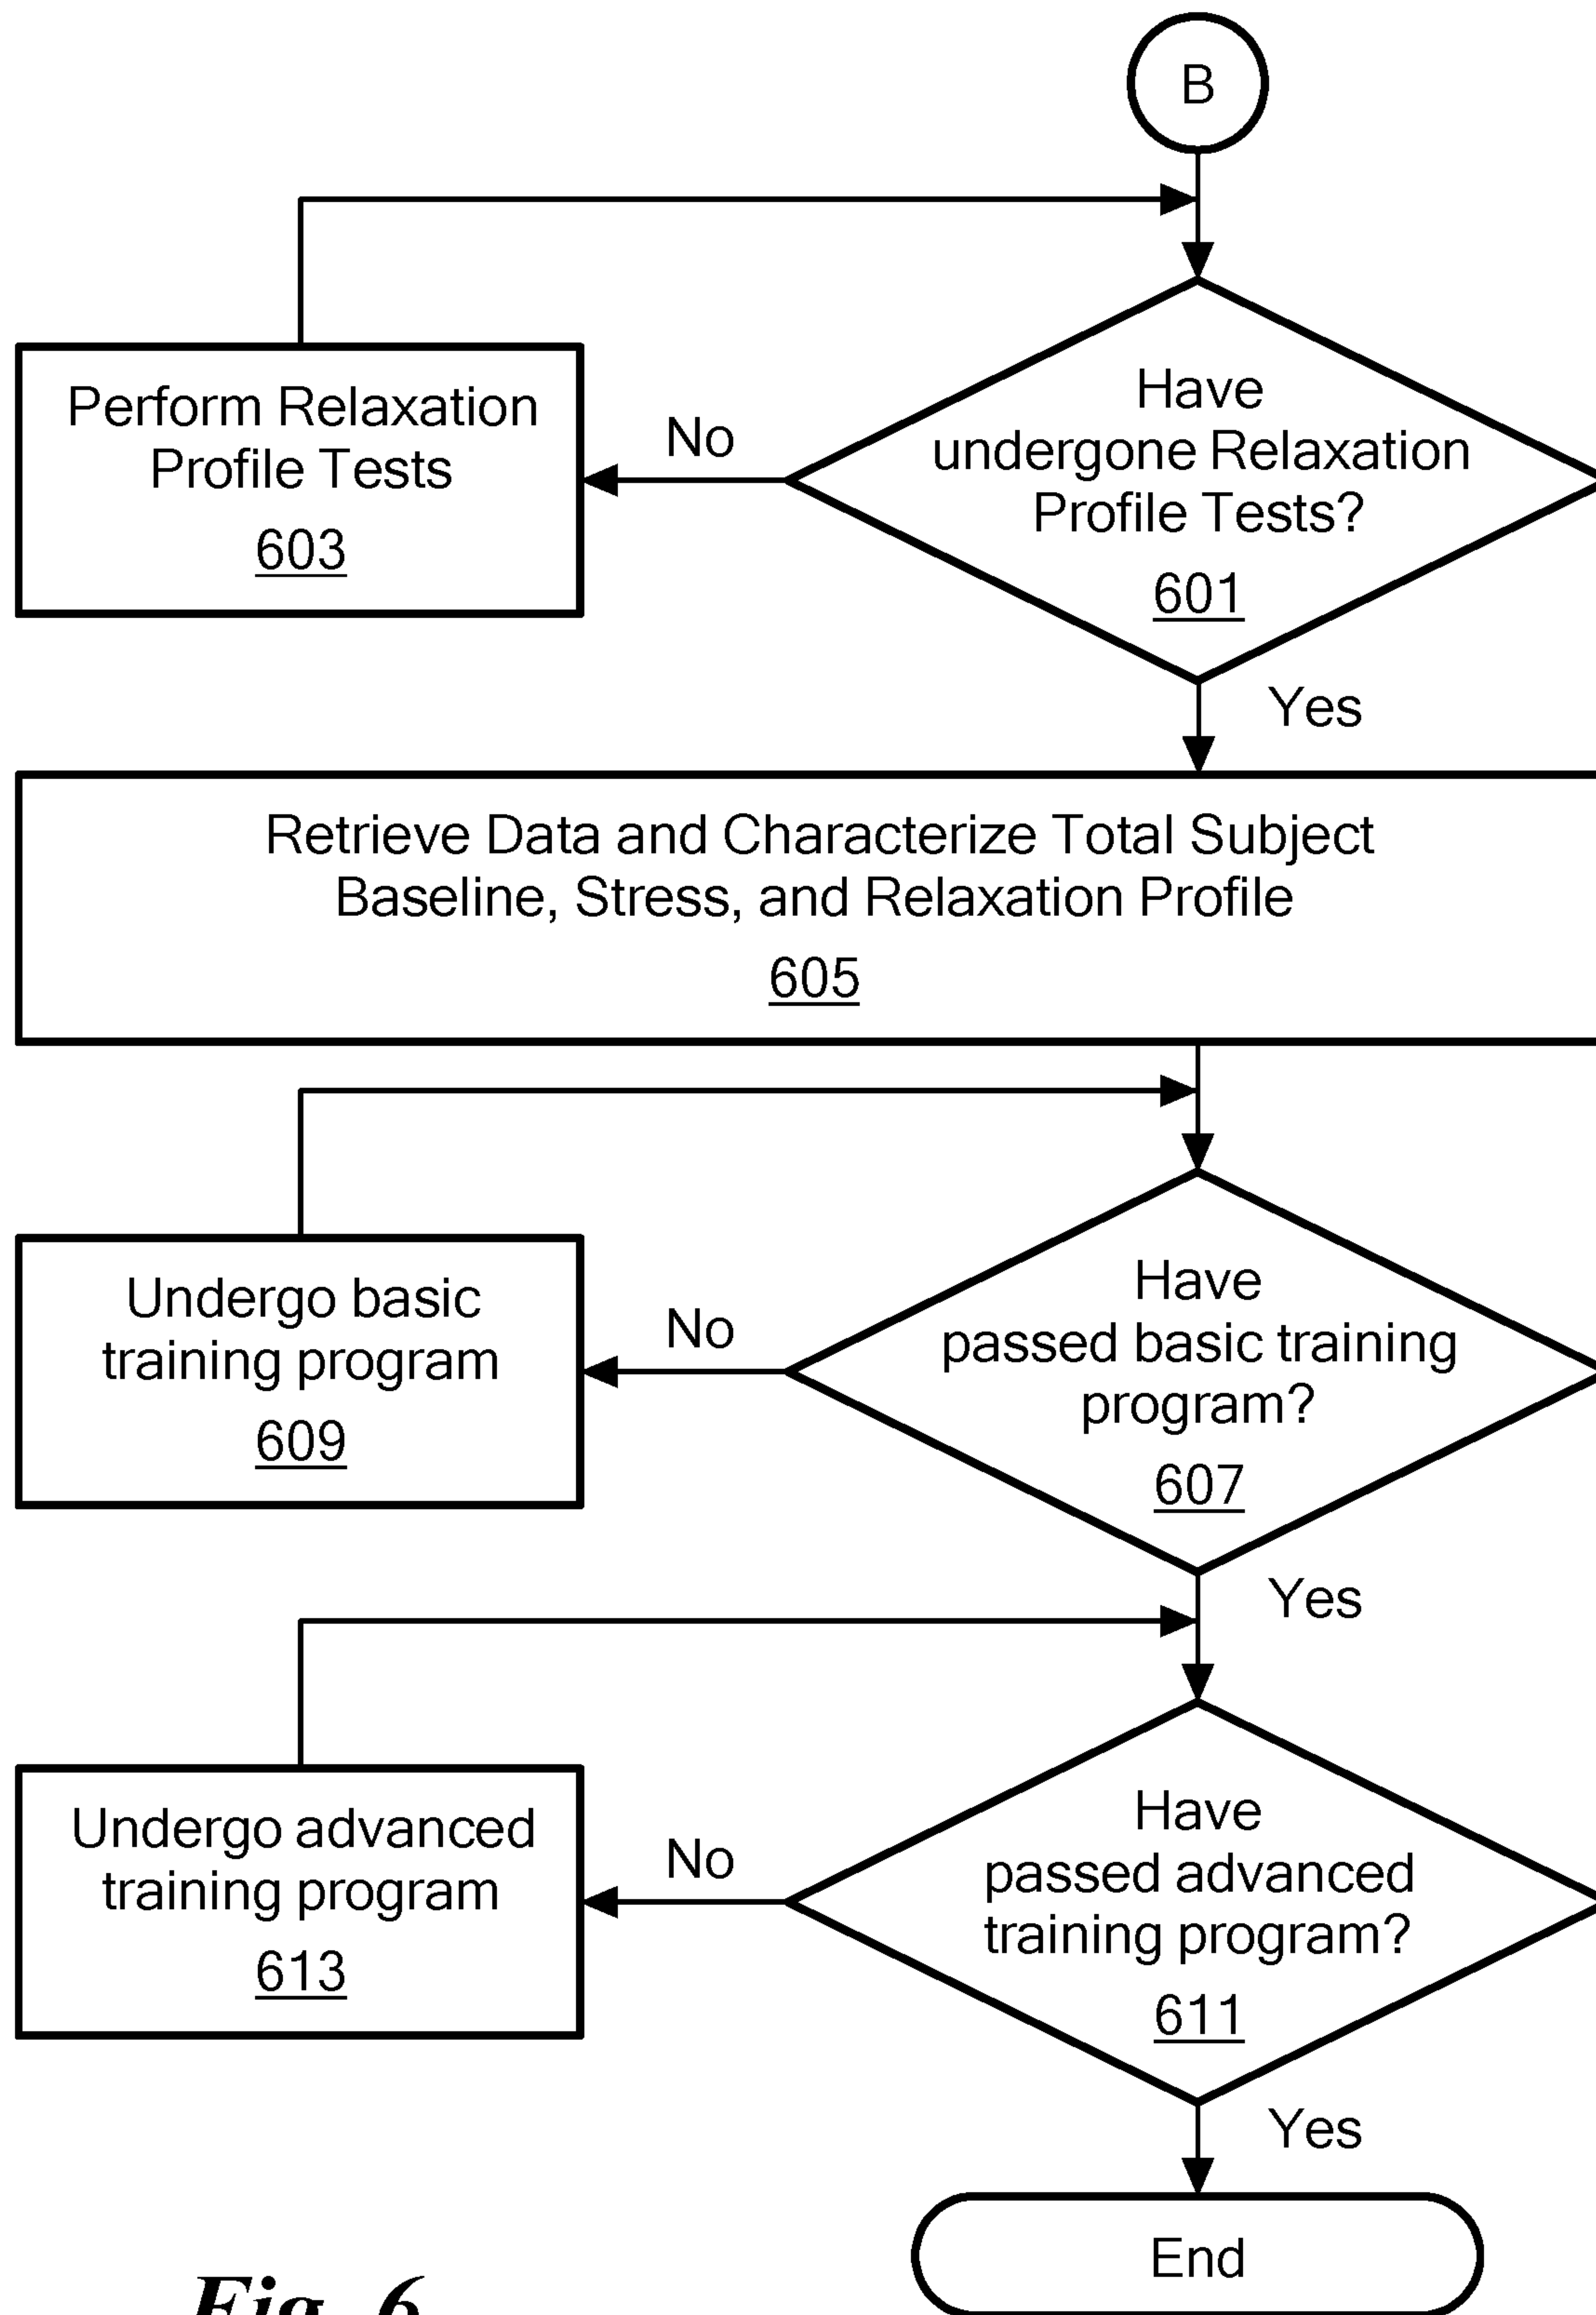 B
Have
undergone Relaxation
Profile Tests?
601
No
Perform Relaxation
Profile Tests
603
Yes
Retrieve Data and Characterize Total Subject
Baseline, Stress, and Relaxation Profile
605
Have
passed basic training
program?
607
No
Undergo basic
training program
609
Yes
Have
passed advanced
training program?
611
No
Undergo advanced
training program
613
Yes
End
Fig. 6